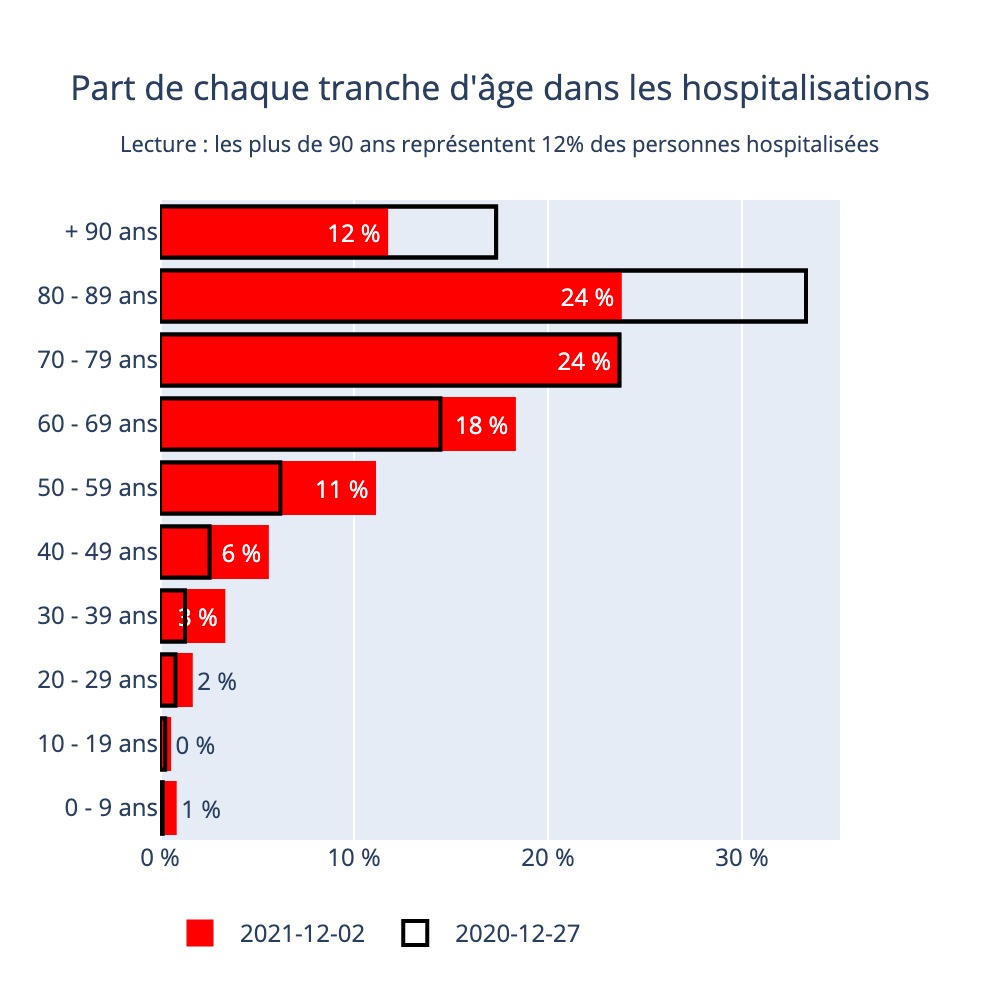 Part de chaque tranche d'âge dans les hospitalisations
Lecture : les plus de 90 ans représentent 12% des personnes hospitalisées
+ 90 ans 12 %
80 - 89 ans 24 %
70 - 79 ans 24 %
60 - 69 ans 18 %
50 - 59 ans 11 %
40 - 49 ans 6 %
30 - 39 ans 3 %
20 - 29 ans 2 %
10 - 19 ans 0 %
0 - 9 ans 1 %
0 % 10 % 20 % 30 %
2021-12-02 2020-12-27